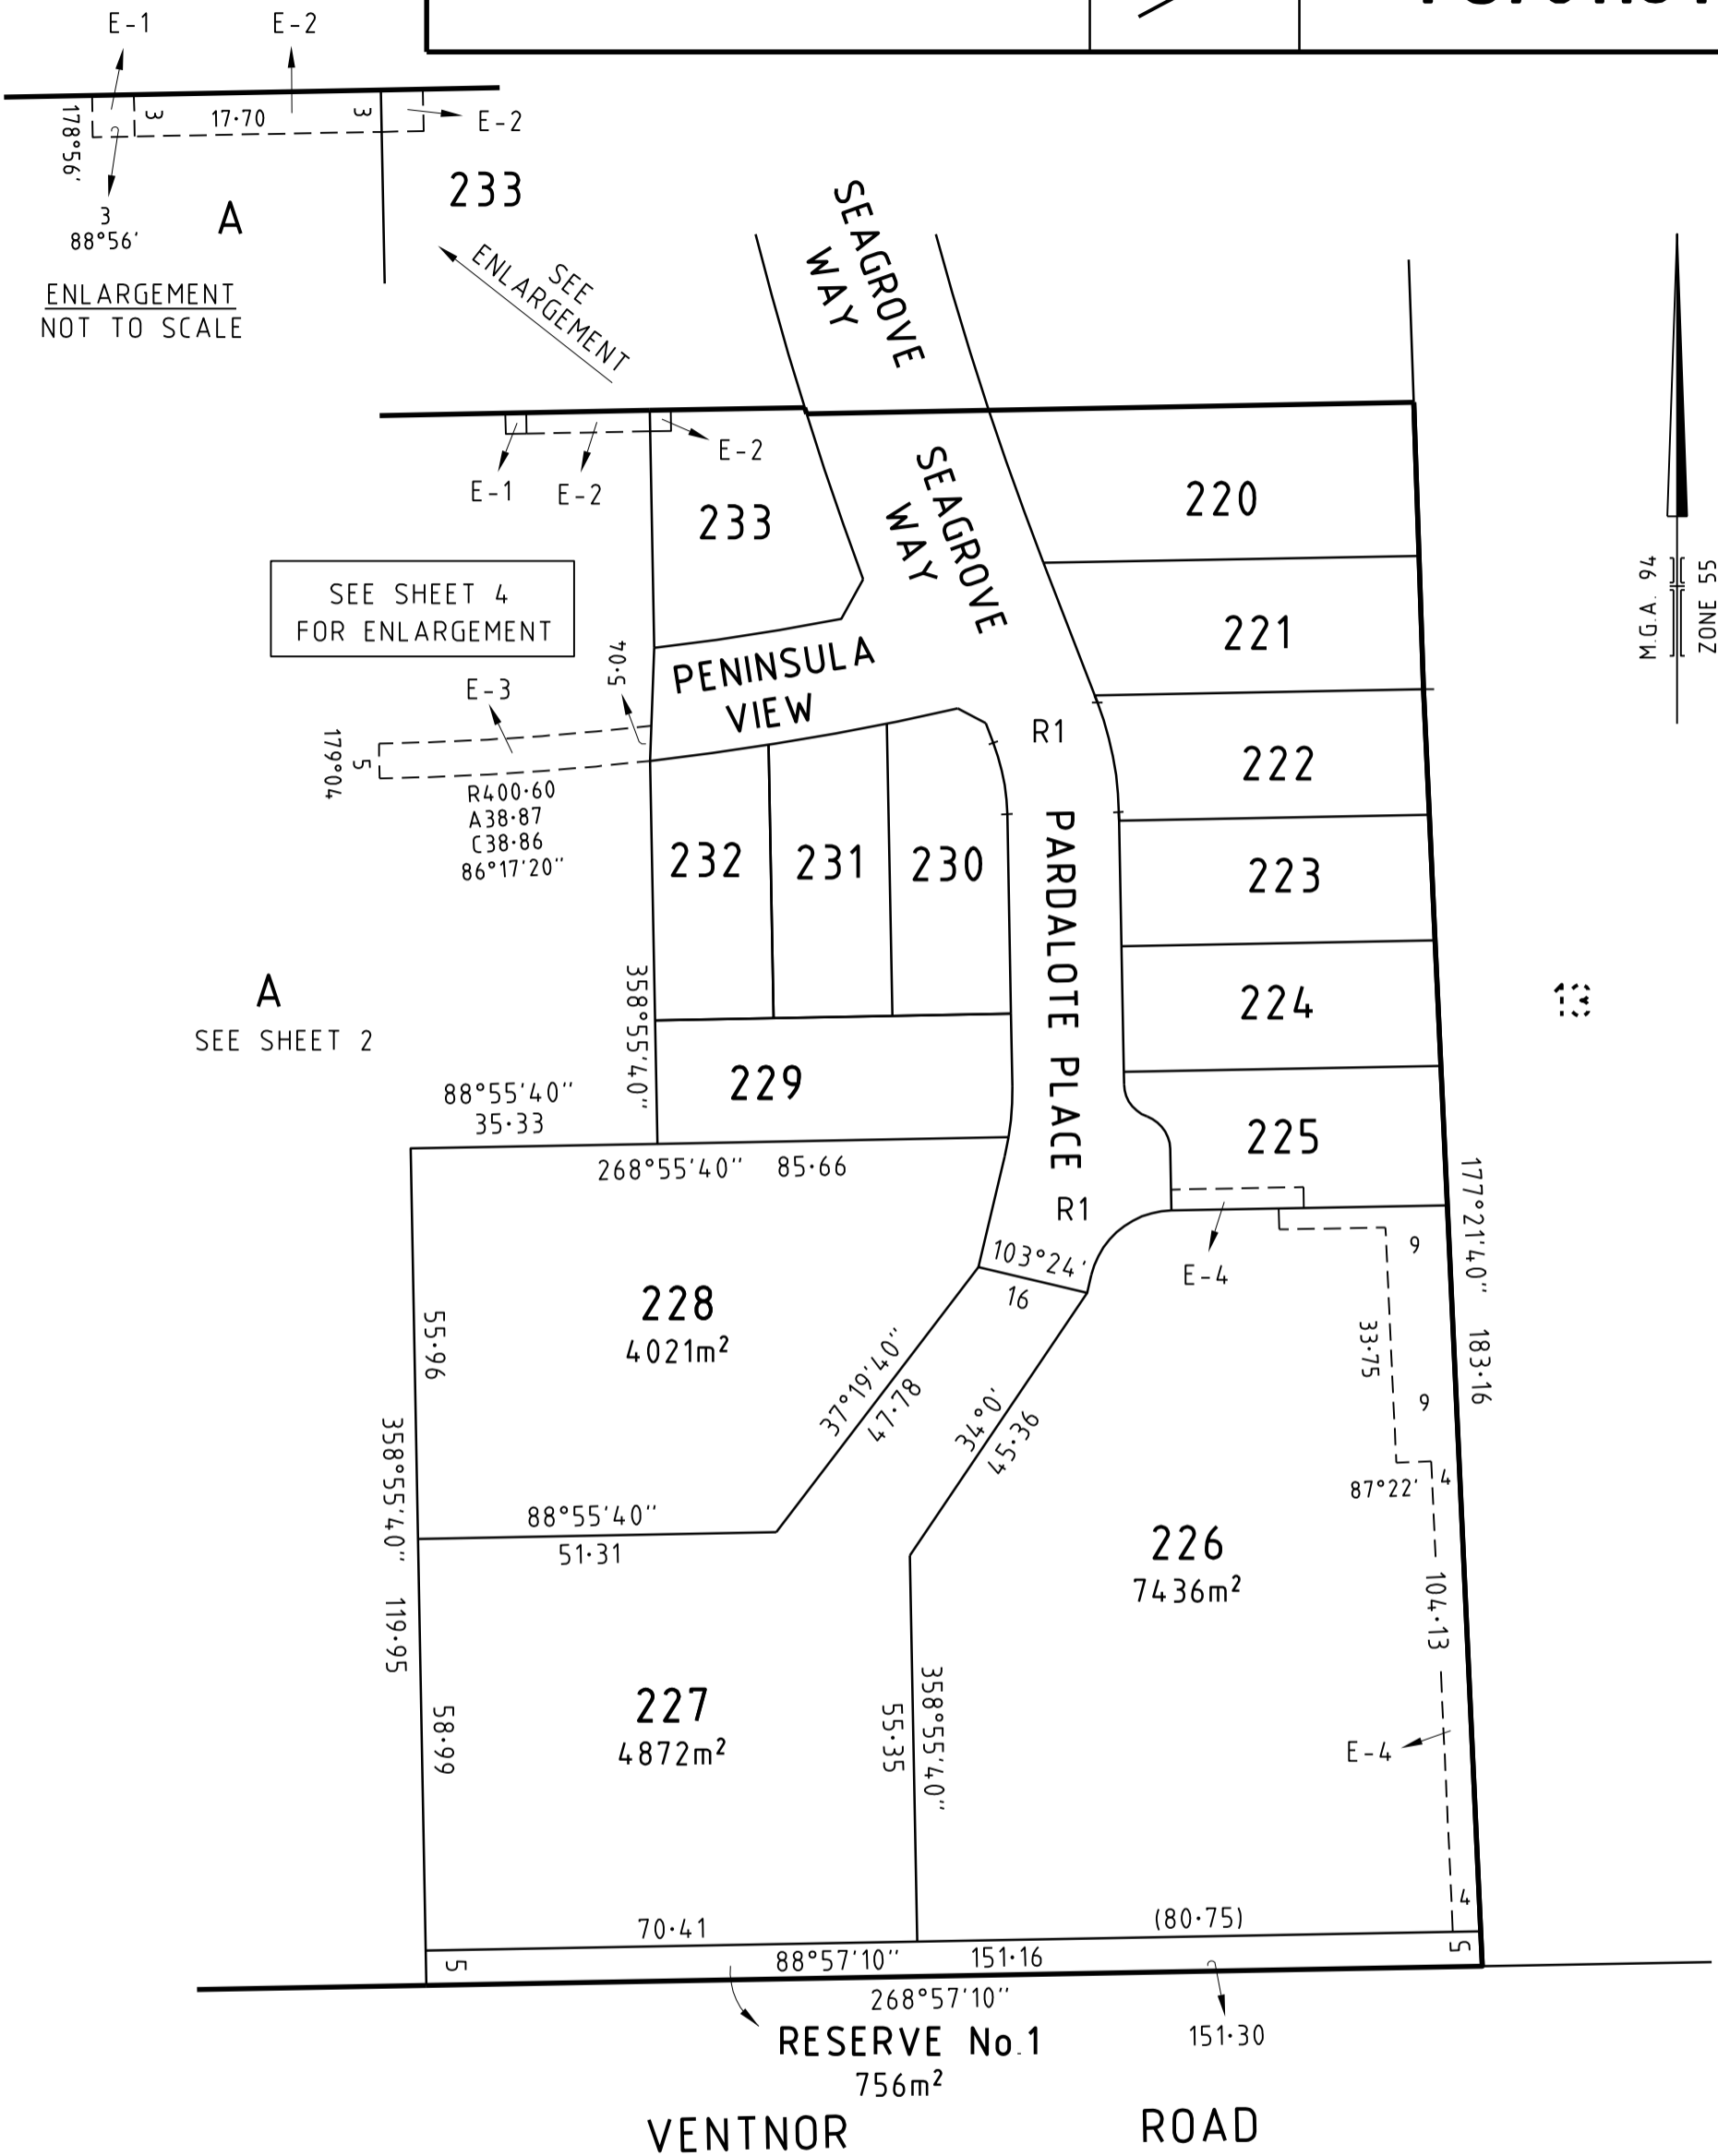 E-1
E-2
178°56'
3
17·70
3
E-2
3
88°56'
A
233
ENLARGEMENT
NOT TO SCALE
SEE
ENLARGEMENT
SEAGROVE
WAY
E-1
E-2
E-2
233
SEAGROVE
WAY
220
SEE SHEET 4
FOR ENLARGEMENT
221
M.G.A. 94
ZONE 55
40·5
PENINSULA
VIEW
E-3
179°04'
5
R400·60
A38·87
C38·86
86°17'20"
R1
222
232
231
230
PARDALOTE PLACE
223
358°55'40"
A
SEE SHEET 2
224
13
229
88°55'40"
35·33
225
268°55'40" 85·66
R1
177°21'40" 183·16
103°24'
16
E-4
9
228
4021m²
55·96
33·75
37°19'40"
47·78
34°0'
45·36
9
358°55'40" 119·95
88°55'40"
51·31
87°22'
4
226
7436m²
104·13
227
4872m²
58·99
55·35
358°55'40"
E-4
4
70·41
(80·75)
5
88°57'10" 151·16
5
268°57'10"
RESERVE No.1
756m²
151·30
VENTNOR ROAD